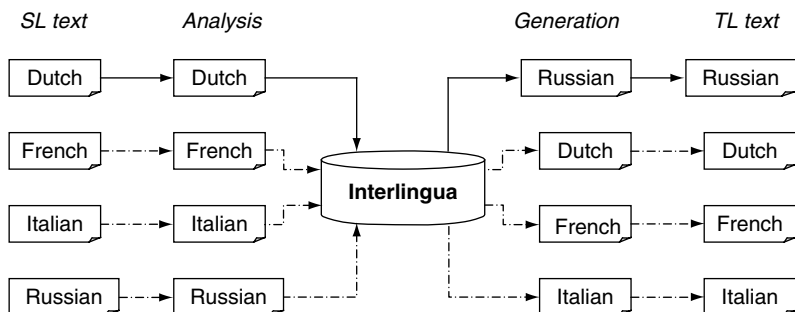 SL text Analysis Generation TL text
Dutch Dutch Russian Russian
French French Dutch Dutch
Interlingua
Italian Italian French French
Russian Russian Italian Italian